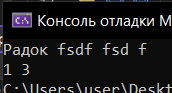 Консоль отладки M
Радок fsdf fsd f
1 3
C:\Users\user\Deskt